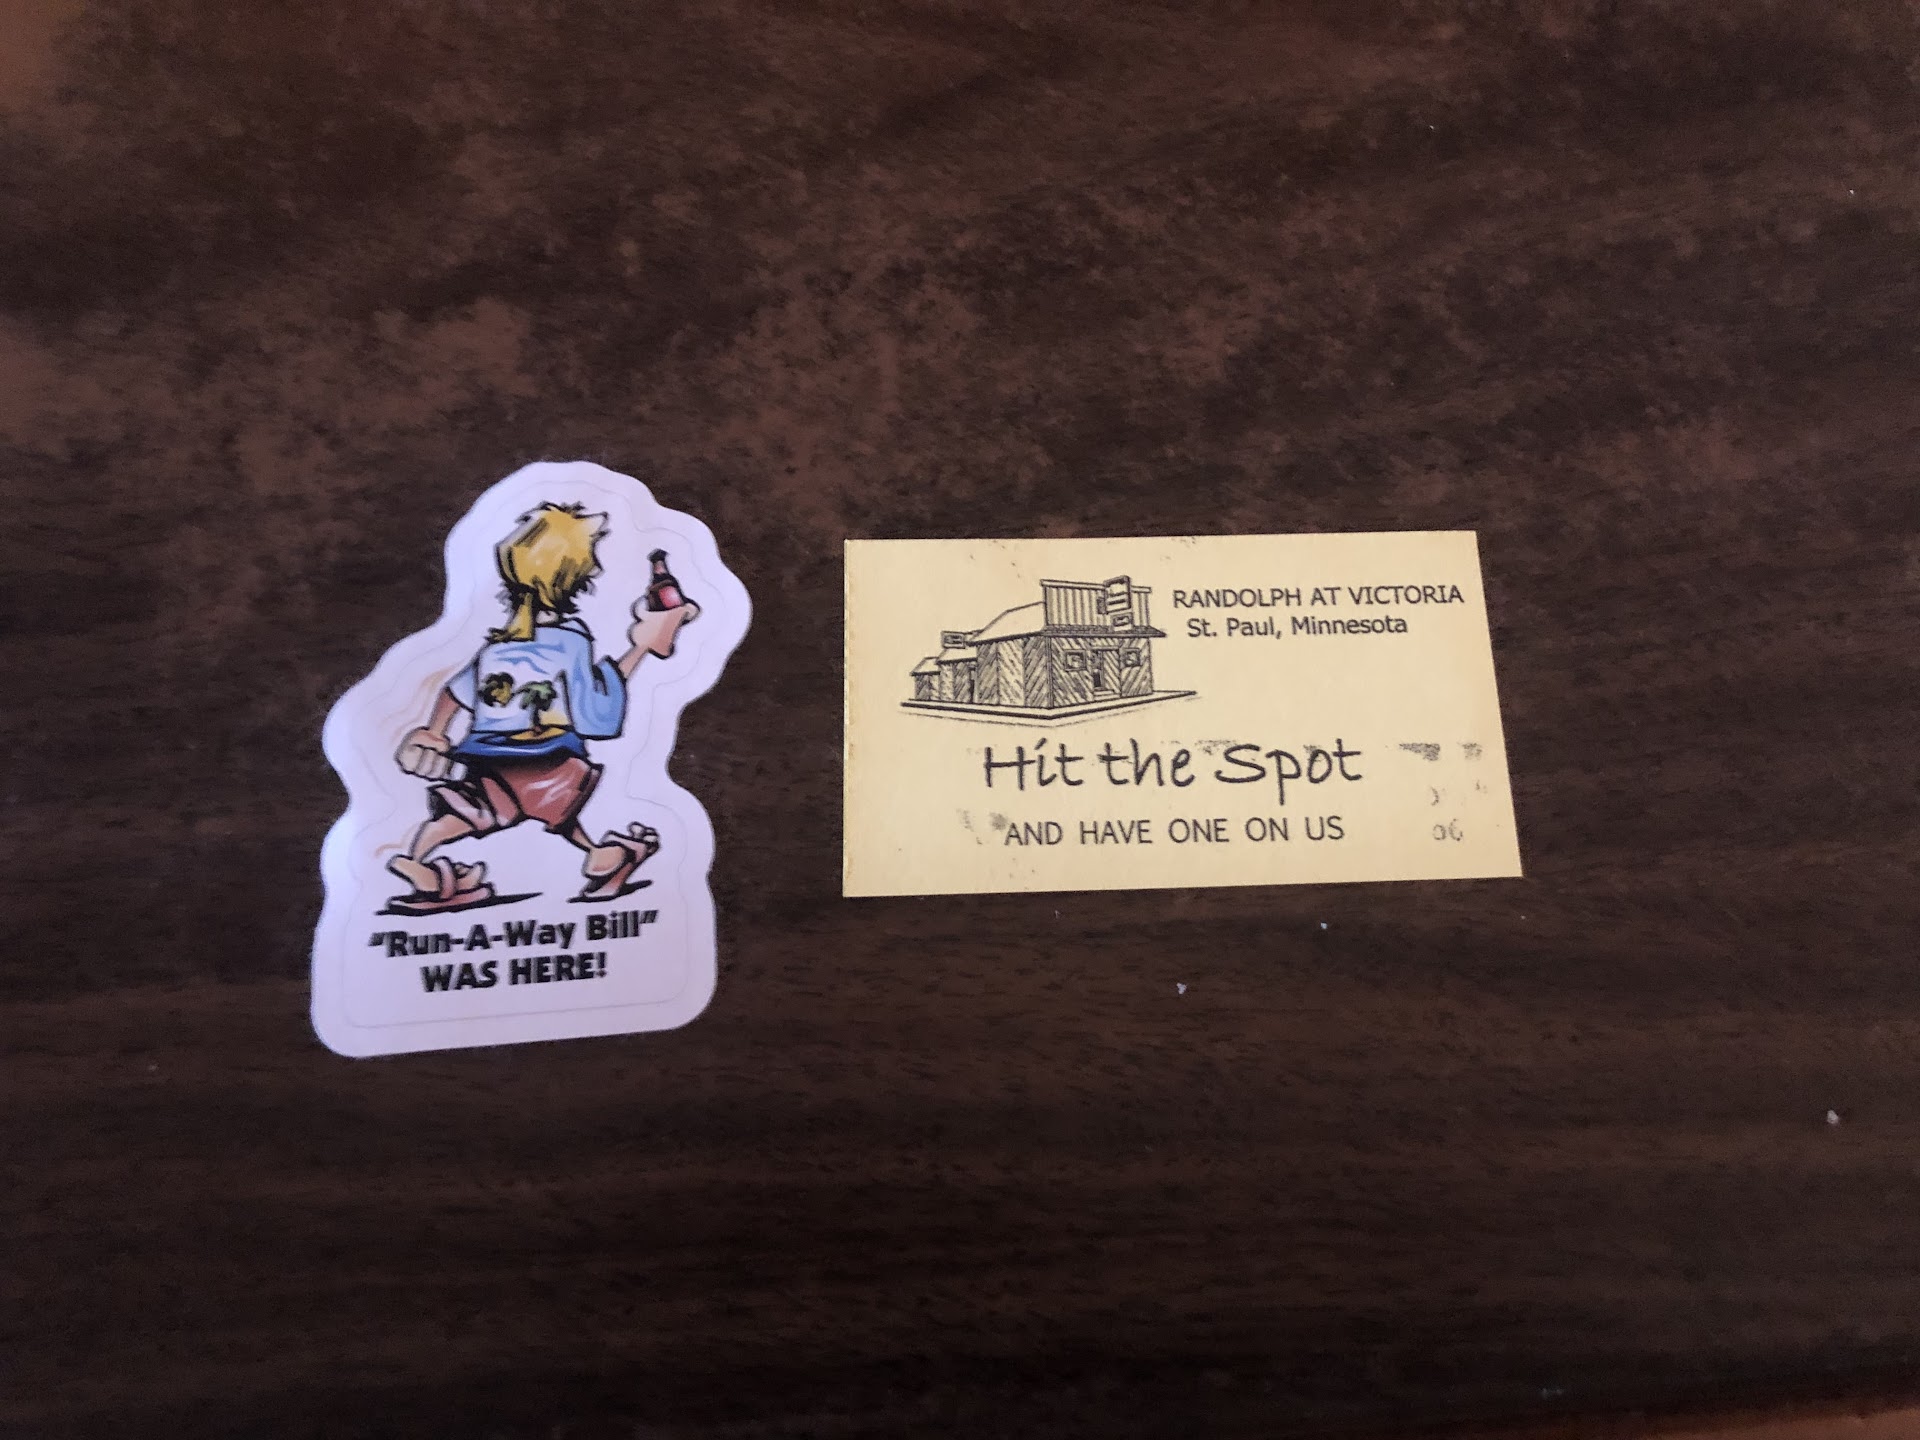 "Run-A-Way Bill"
WAS HERE!
RANDOLPH AT VICTORIA
St. Paul, Minnesota
Hit the Spot
AND HAVE ONE ON US